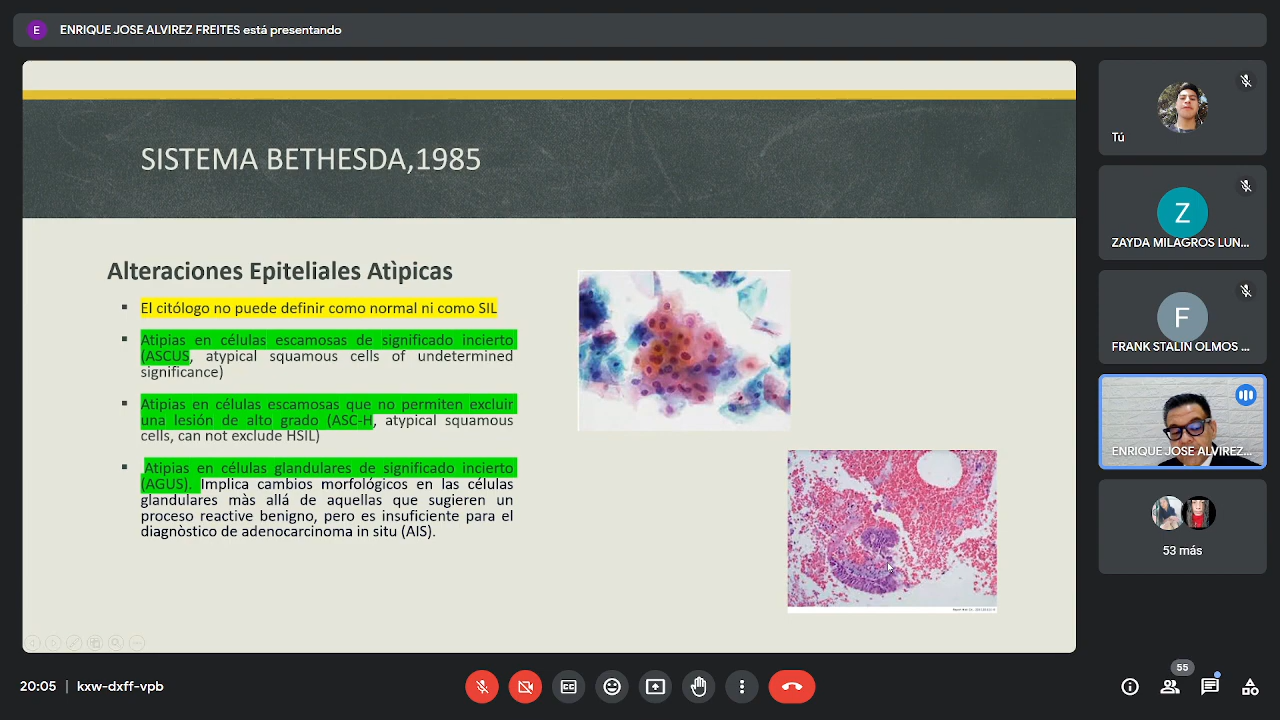 E ENRIQUE JOSE ALVIREZ FREITES está presentando
SISTEMA BETHESDA,1985
Alteraciones Epiteliales Atìpicas
El citólogo no puede definir como normal ni como SIL
Atipias en células escamosas de significado incierto
(ASCUS, atypical squamous cells of undetermined
significance)
Atipias en células escamosas que no permiten excluir
una lesión de alto grado (ASC-H, atypical squamous
cells, can not exclude HSIL)
Atipias en células glandulares de significado incierto
(AGUS). Implica cambios morfológicos en las células
glandulares màs allá de aquellas que sugieren un
proceso reactive benigno, pero es insuficiente para el
diagnòstico de adenocarcinoma in situ (AIS).
Tú
Z
ZAYDA MILAGROS LUN...
F
FRANK STALIN OLMOS ...
ENRIQUE JOSE ALVIREZ...
53 más
20:05 | kxw-dxff-vpb
55